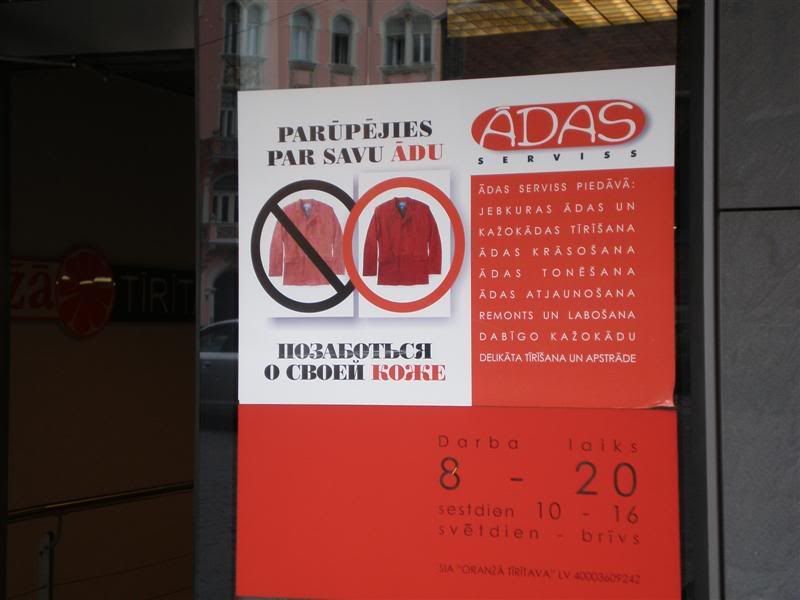 PARŪPĒJIES
PAR SAVU ĀDU
ĀDAS
SERVISS
ĀDAS SERVISS PIEDĀVĀ:
JEBKURAS ĀDAS UN
KAŽOKĀDAS TĪRĪŠANA
ĀDAS KRĀSOŠANA
ĀDAS TONĒŠANA
ĀDAS ATJAUNOŠANA
REMONTS UN LABOŠANA
DABĪGO KAŽOKĀDU
DELIKĀTA TĪRĪŠANA UN APSTRĀDE
ПОЗАБОТЬСЯ
О СВОЕЙ КОЖЕ
Darba laiks
8 - 20
sestdien 10 - 16
svētdien - brīvs
SIA "ORANŽĀ TĪRĪTAVA" LV 40003609242